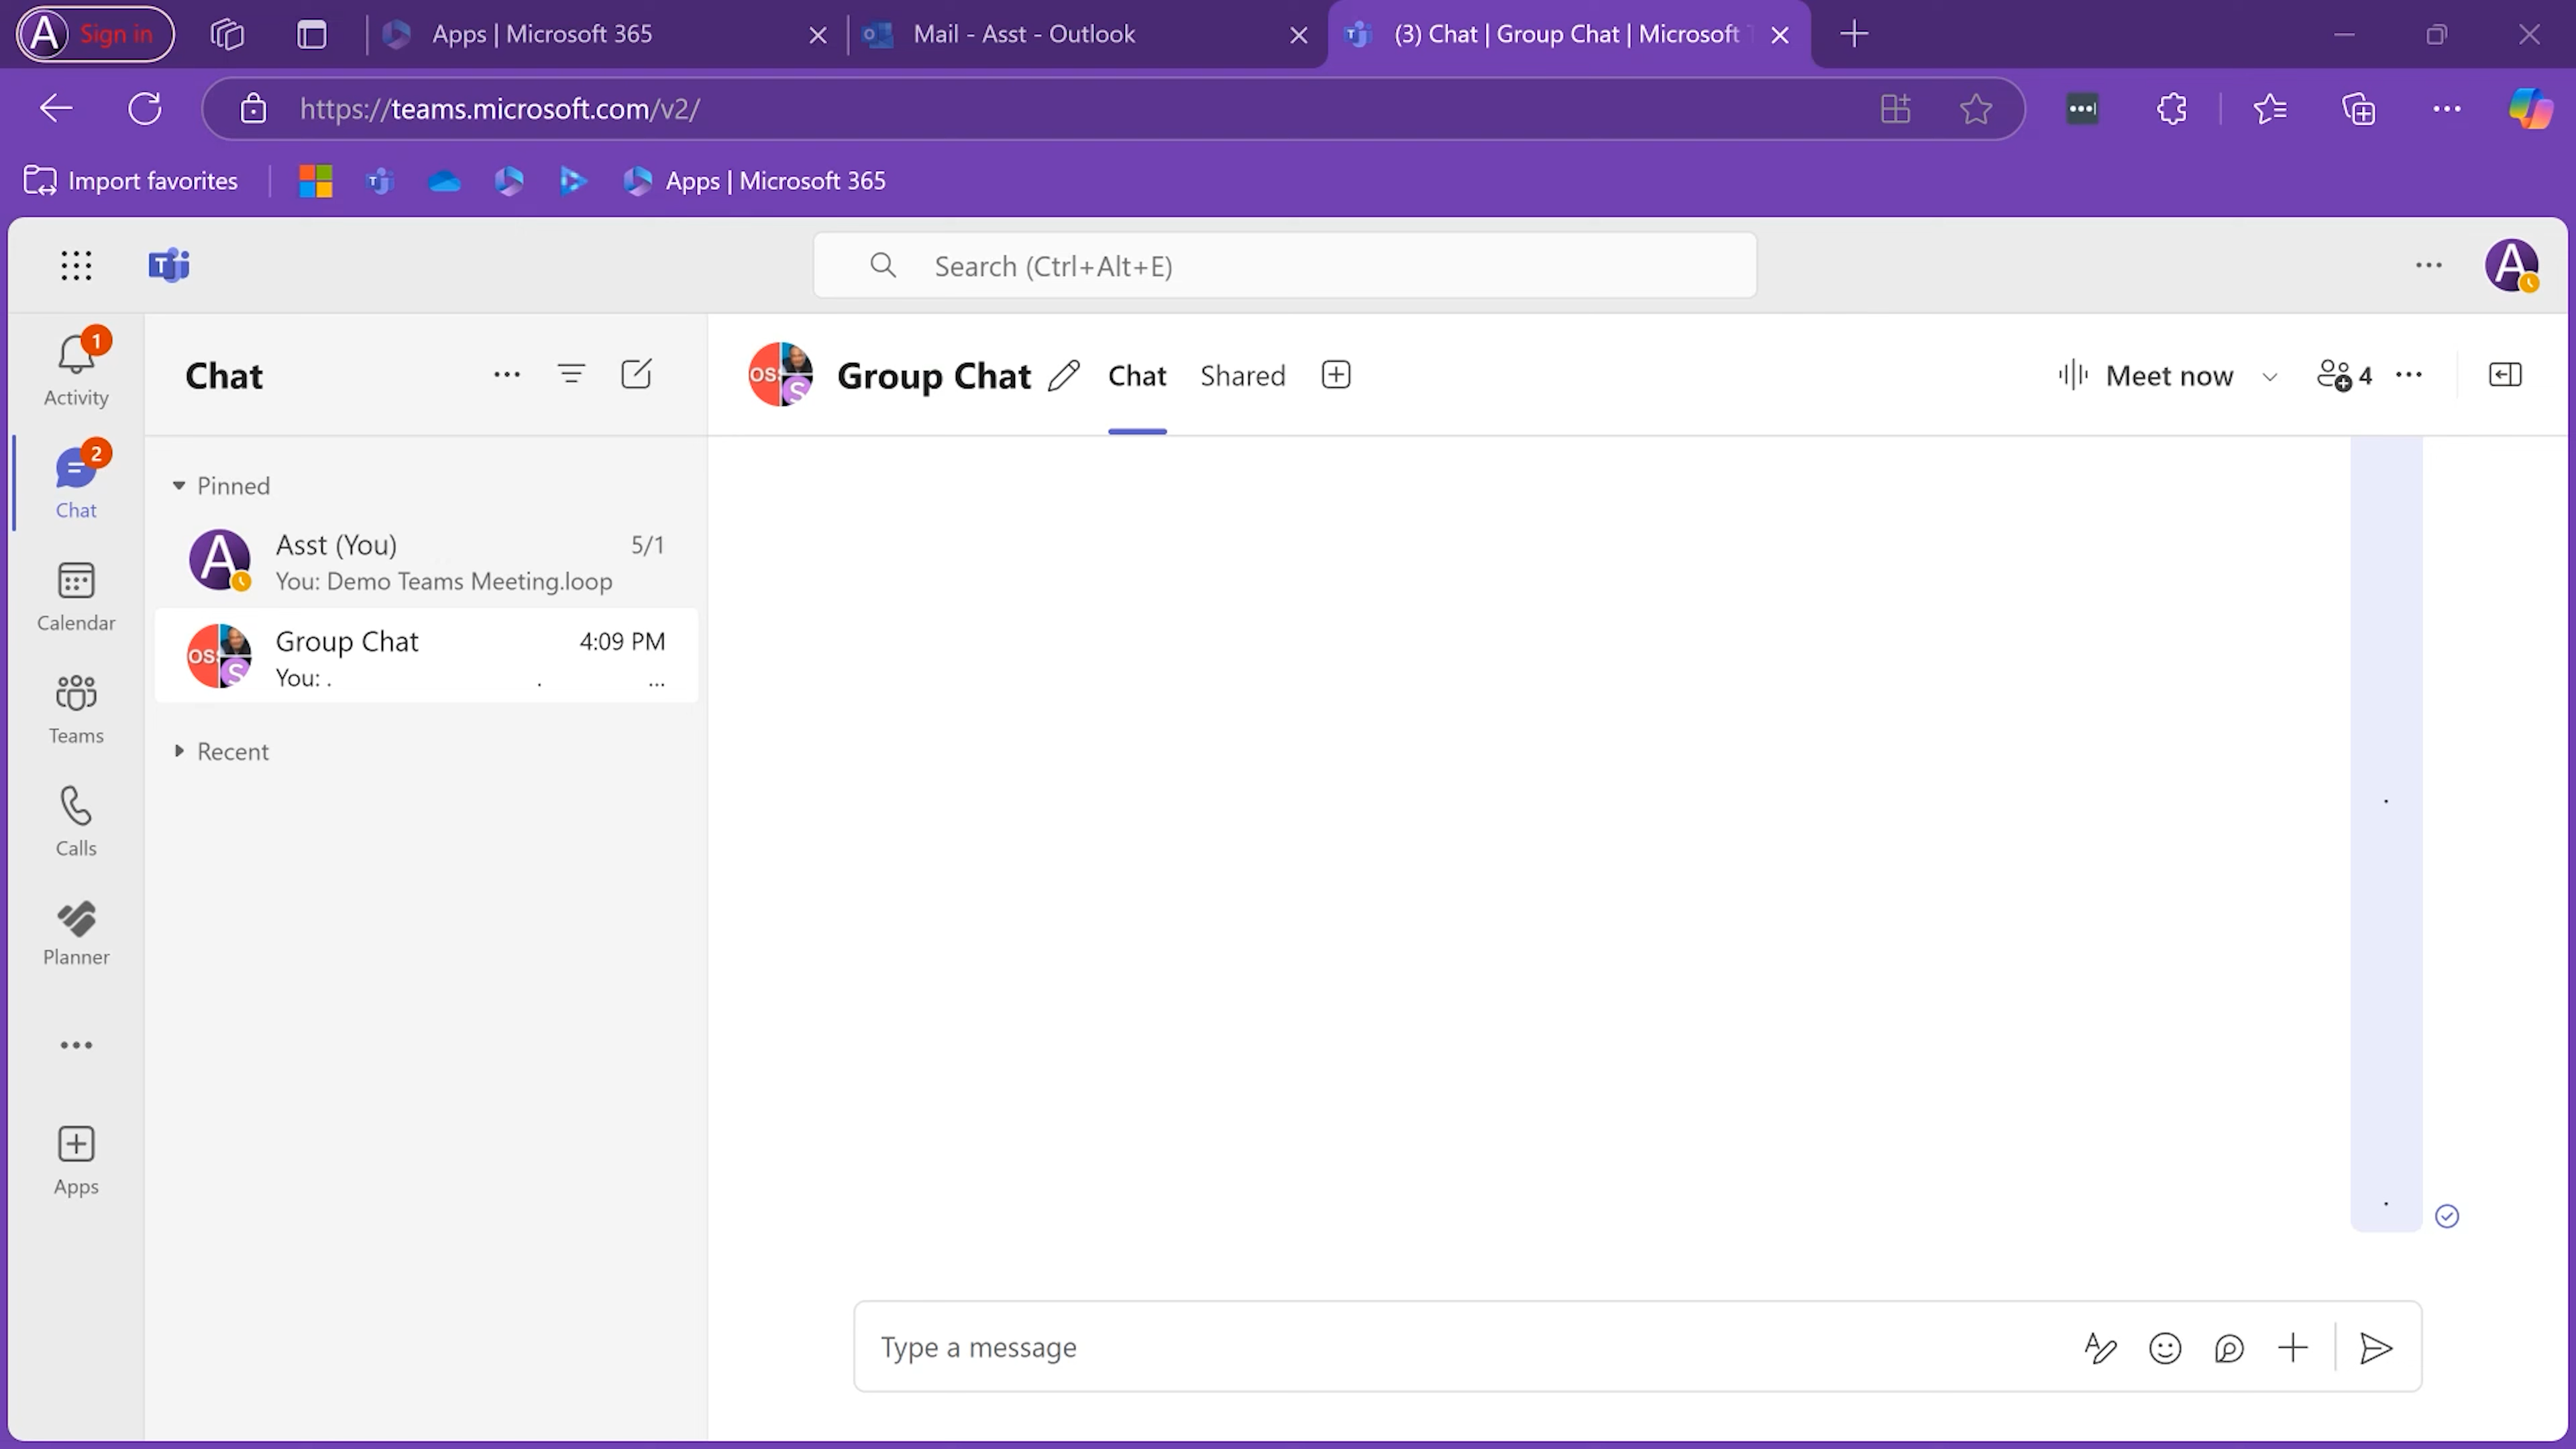 A Sign in
Apps | Microsoft 365
Mail - Asst - Outlook
(3) Chat | Group Chat | Microsoft
https://teams.microsoft.com/v2/
Import favorites
Apps | Microsoft 365
Search (Ctrl+Alt+E)
A
1
Activity
2
Chat
Calendar
Teams
Calls
Planner
Apps
Chat
Pinned
A
Asst (You) 5/1
You: Demo Teams Meeting.loop
OS
S
Group Chat 4:09 PM
You: . . ...
Recent
OS
S
Group Chat
Chat
Shared
Meet now
4
.
.
Type a message